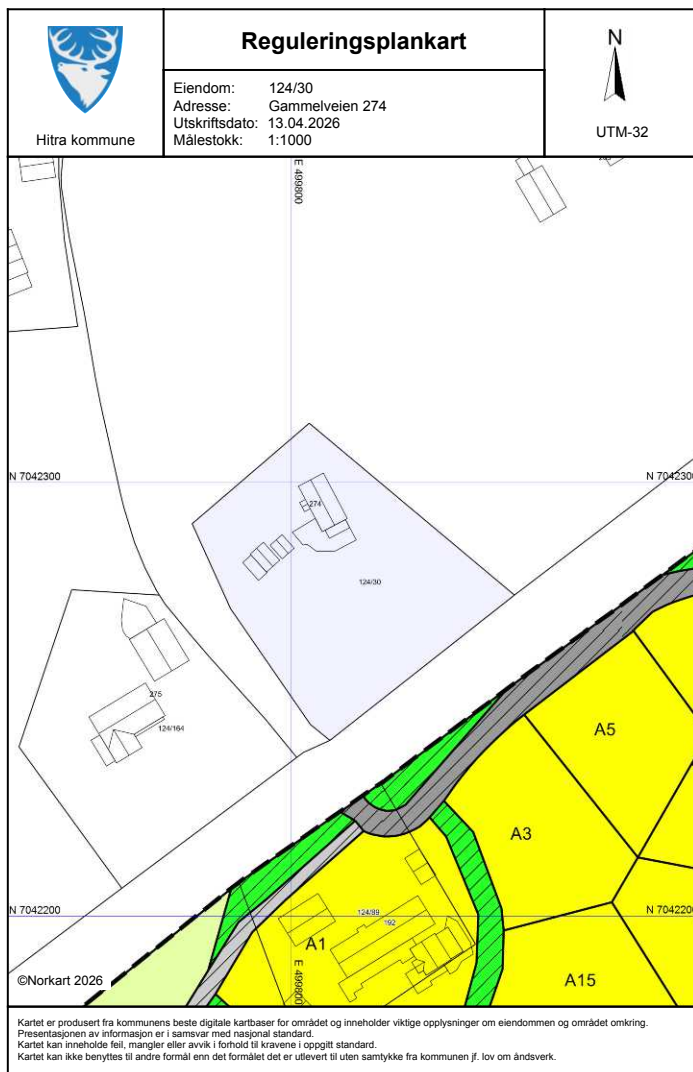 Reguleringsplankart
Eiendom: 124/30
Adresse: Gammelveien 274
Utskriftsdato: 13.04.2026
Målestokk: 1:1000
Hitra kommune
N
UTM-32
E 499800
N 7042300
N 7042300
274
124/30
275
124/164
A5
A3
N 7042200
N 7042200
124/89
192
A1
A15
E 499800
©Norkart 2026
Kartet er produsert fra kommunens beste digitale kartbaser for området og inneholder viktige opplysninger om eiendommen og området omkring.
Presentasjonen av informasjon er i samsvar med nasjonal standard.
Kartet kan inneholde feil, mangler eller avvik i forhold til kravene i oppgitt standard.
Kartet kan ikke benyttes til andre formål enn det formålet det er utlevert til uten samtykke fra kommunen jf. lov om åndsverk.